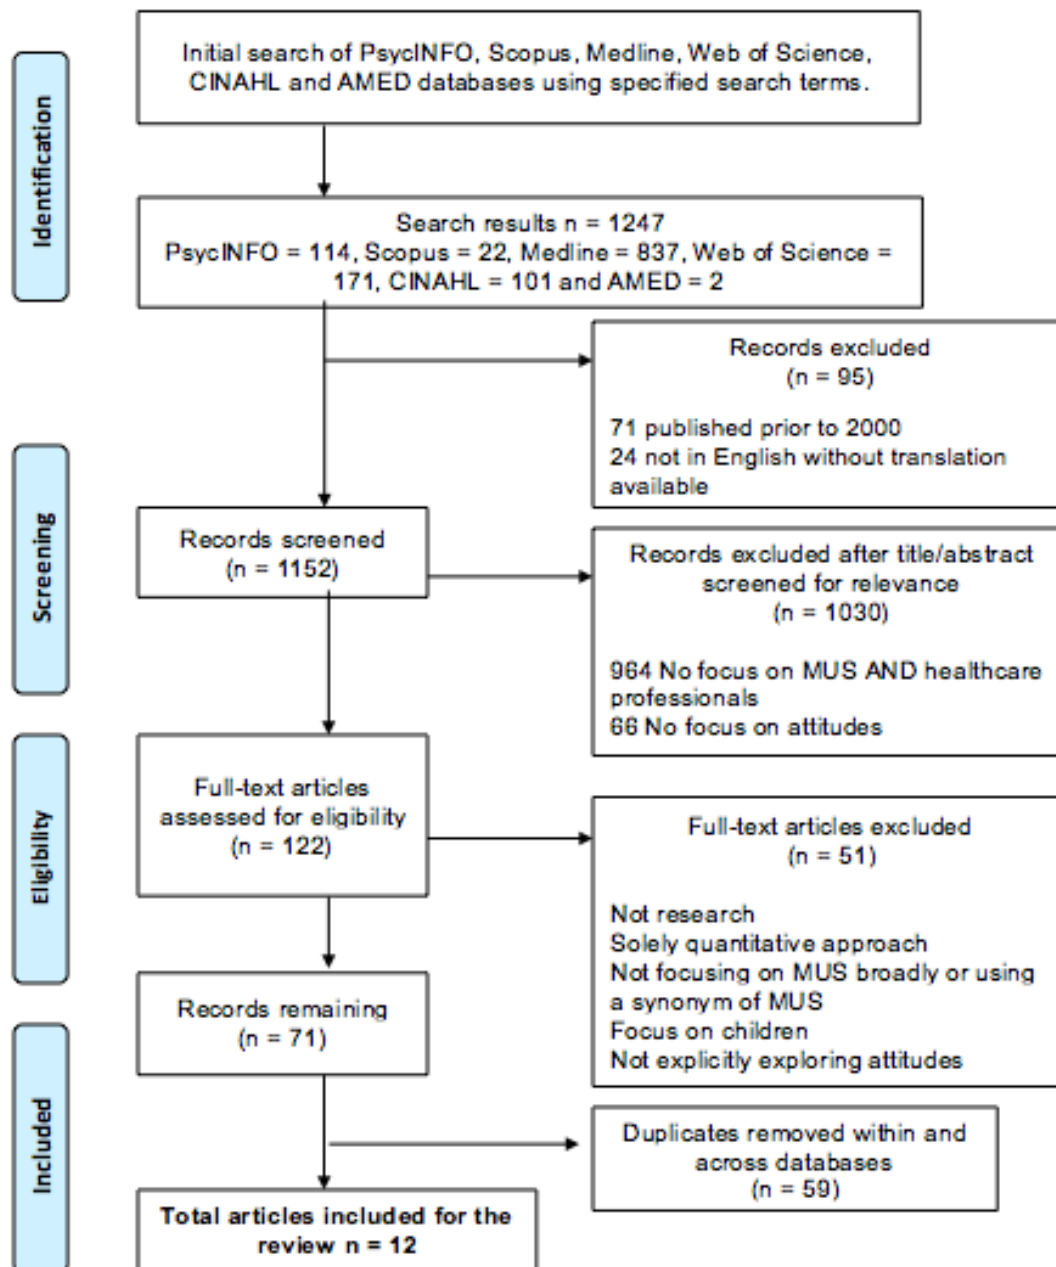 Identification
Initial search of PsycINFO, Scopus, Medline, Web of Science,
CINAHL and AMED databases using specified search terms.
Search results n = 1247
PsycINFO = 114, Scopus = 22, Medline = 837, Web of Science =
171, CINAHL = 101 and AMED = 2
Records excluded
(n = 95)
71 published prior to 2000
24 not in English without translation
available
Screening
Records screened
(n = 1152)
Records excluded after title/abstract
screened for relevance
(n = 1030)
964 No focus on MUS AND healthcare
professionals
66 No focus on attitudes
Eligibility
Full-text articles
assessed for eligibility
(n = 122)
Full-text articles excluded
(n = 51)
Not research
Solely quantitative approach
Not focusing on MUS broadly or using
a synonym of MUS
Focus on children
Not explicitly exploring attitudes
Records remaining
(n = 71)
Included
Duplicates removed within and
across databases
(n = 59)
Total articles included for the
review n = 12